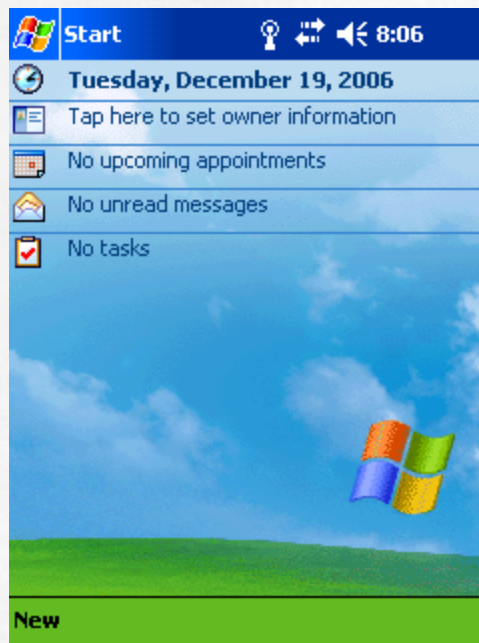 Start 8:06
Tuesday, December 19, 2006
Tap here to set owner information
No upcoming appointments
No unread messages
No tasks
New